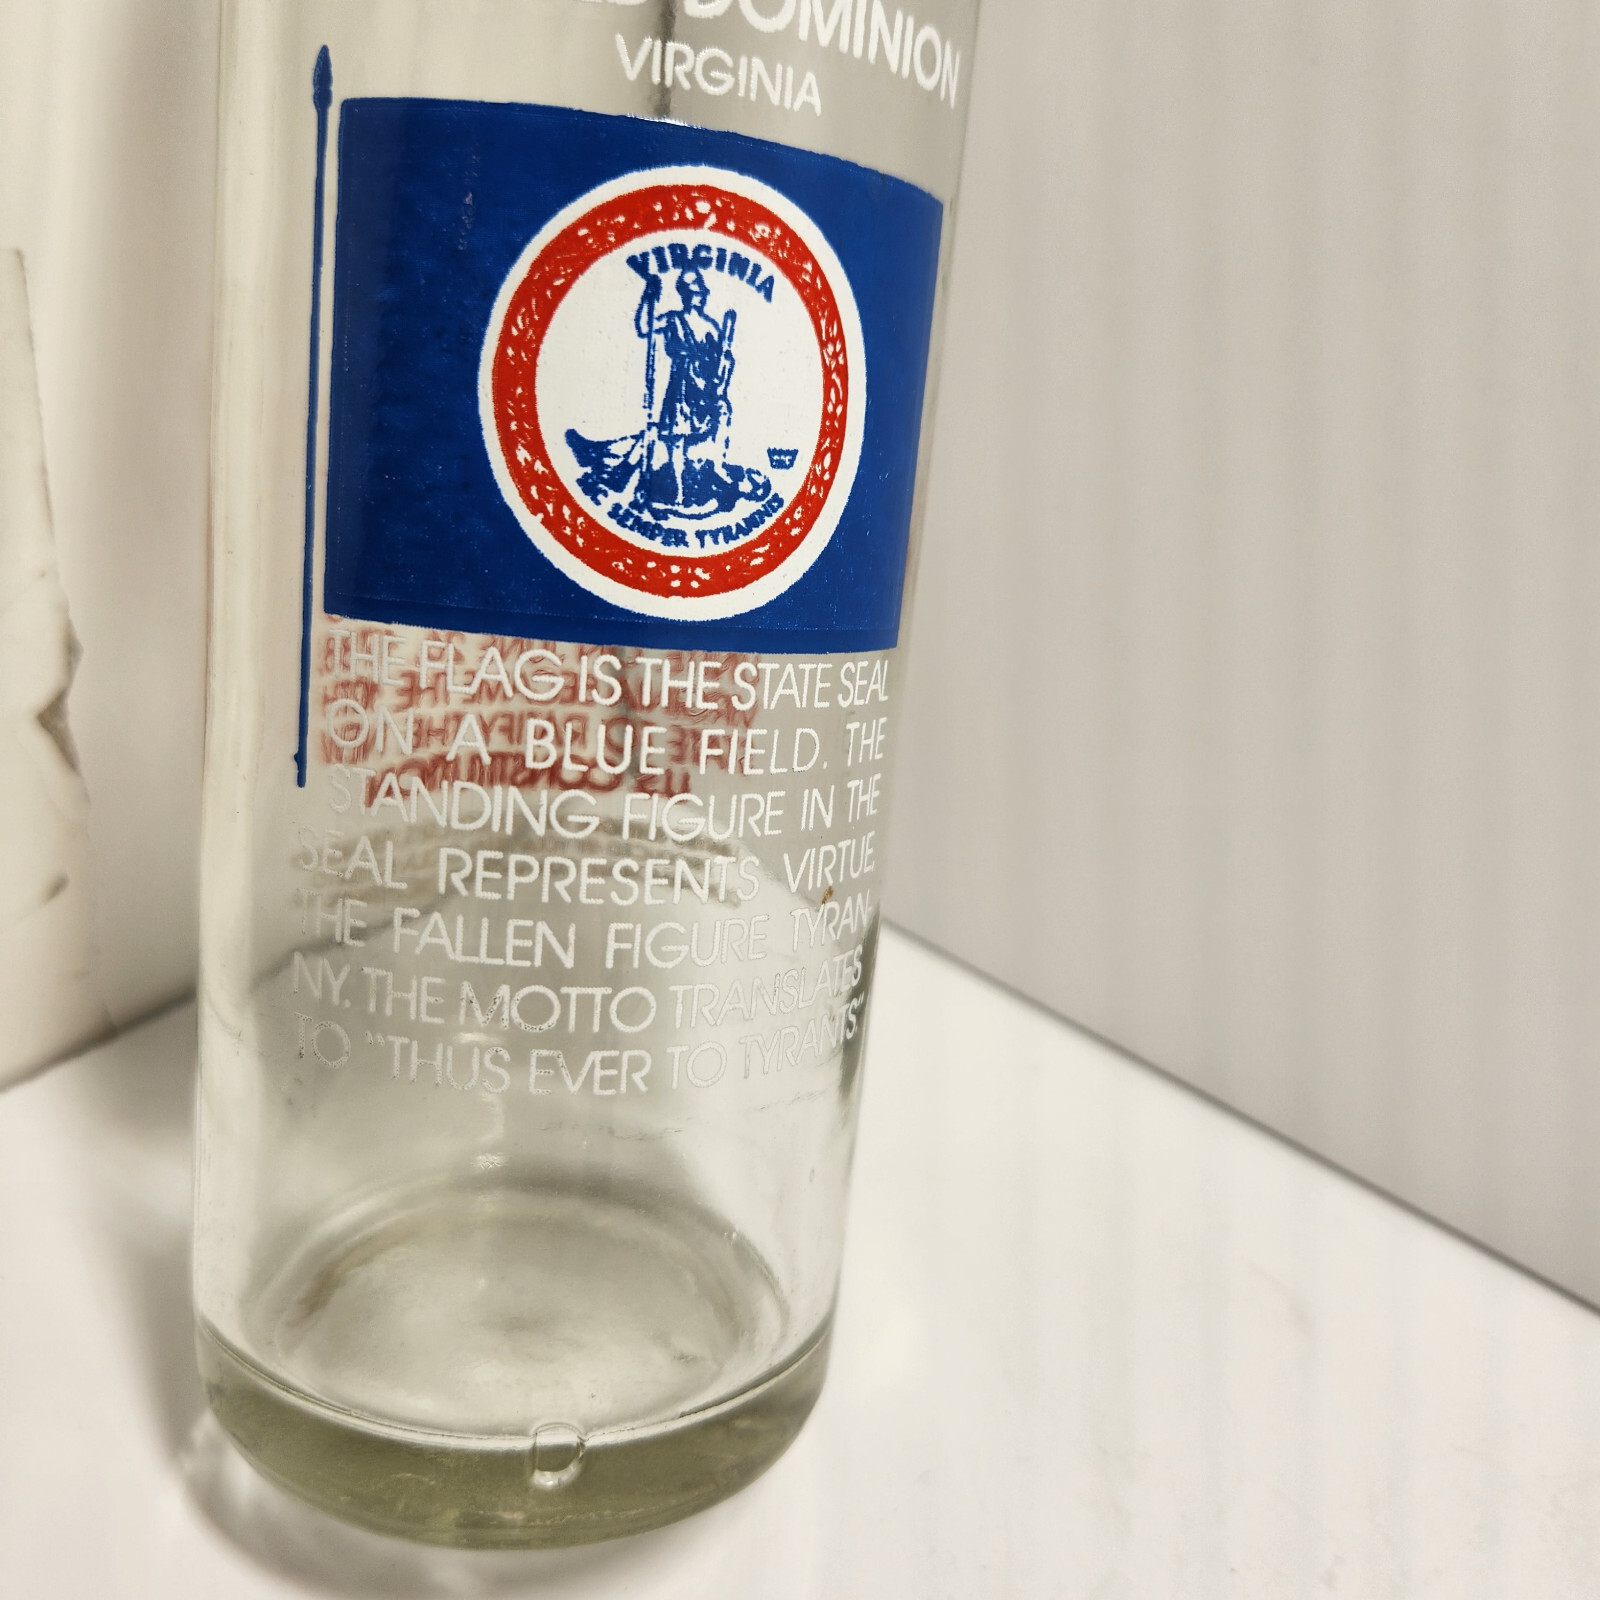 DOMINION
VIRGINIA
VIRGINIA
SEMPER TYRANNIS
THE FLAG IS THE STATE SEAL
ON A BLUE FIELD. THE
STANDING FIGURE IN THE
SEAL REPRESENTS VIRTUE,
THE FALLEN FIGURE TYRAN-
NY. THE MOTTO TRANSLATES
TO "THUS EVER TO TYRANTS."